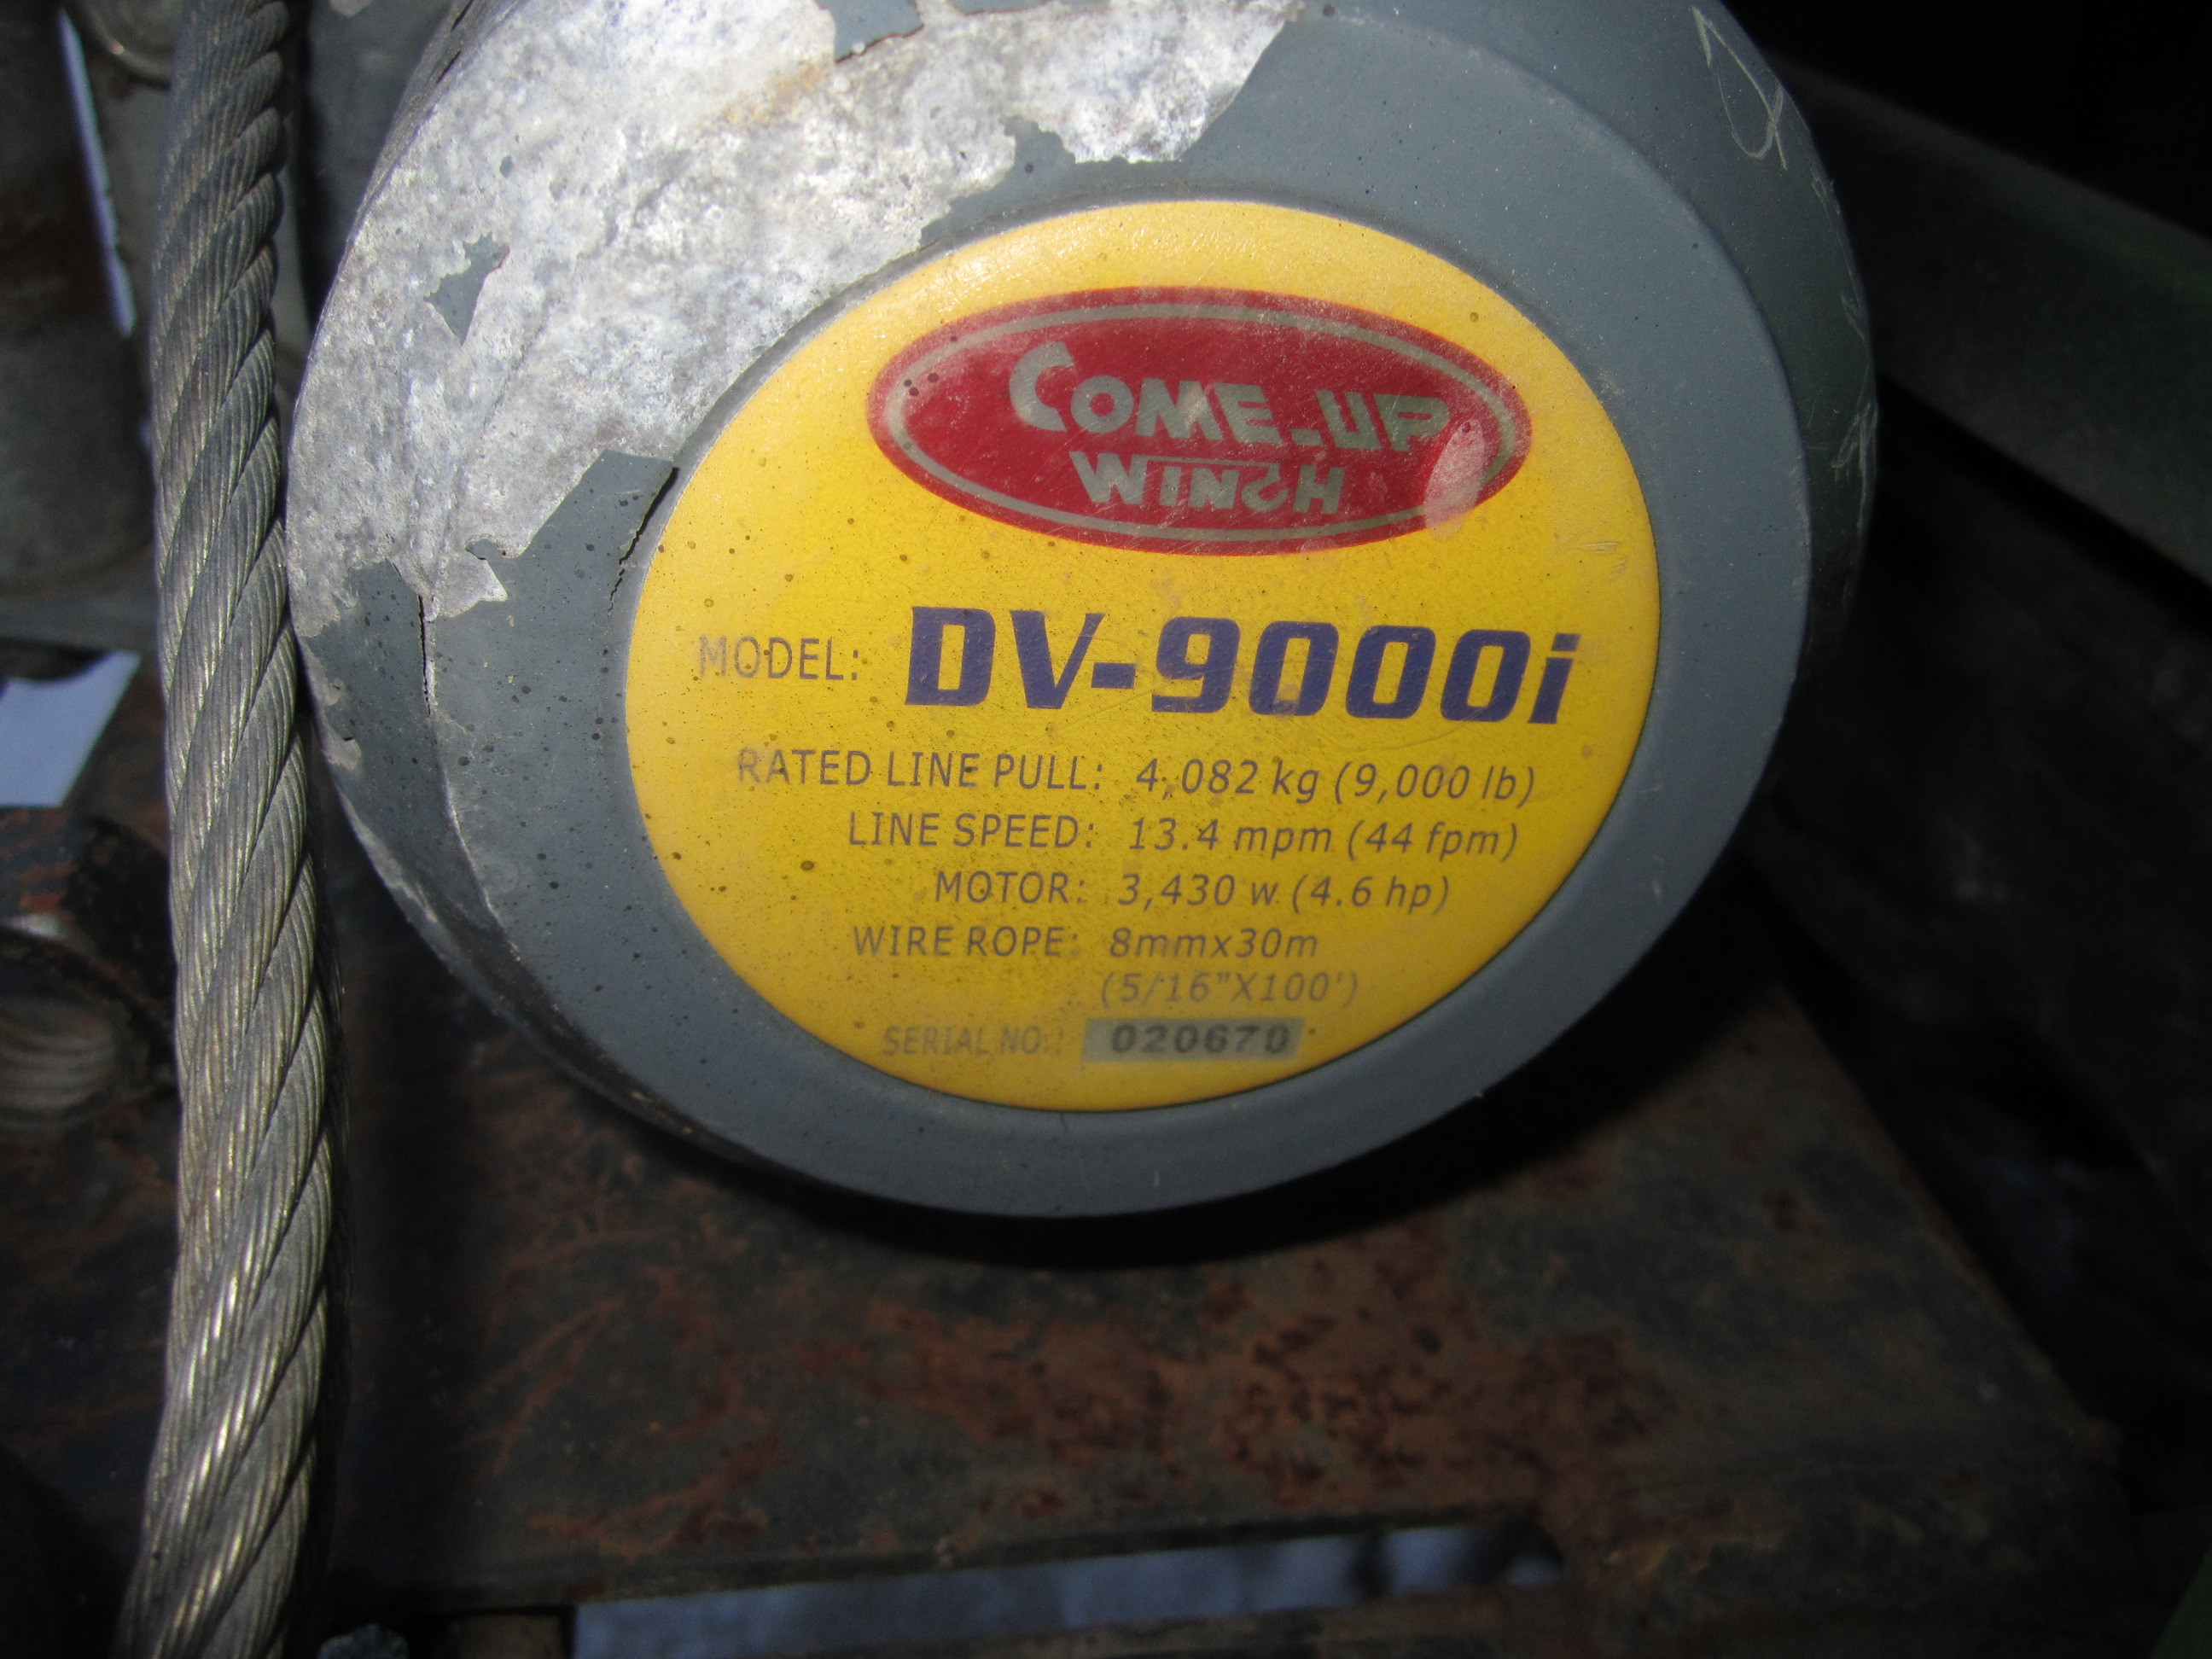 COME-UP
WINCH
MODEL: DV-9000i
RATED LINE PULL: 4,082 kg (9,000 lb)
LINE SPEED: 13.4 mpm (44 fpm)
MOTOR: 3,430 w (4.6 hp)
WIRE ROPE: 8mmx30m
(5/16"X100')
SERIAL NO.: 020670